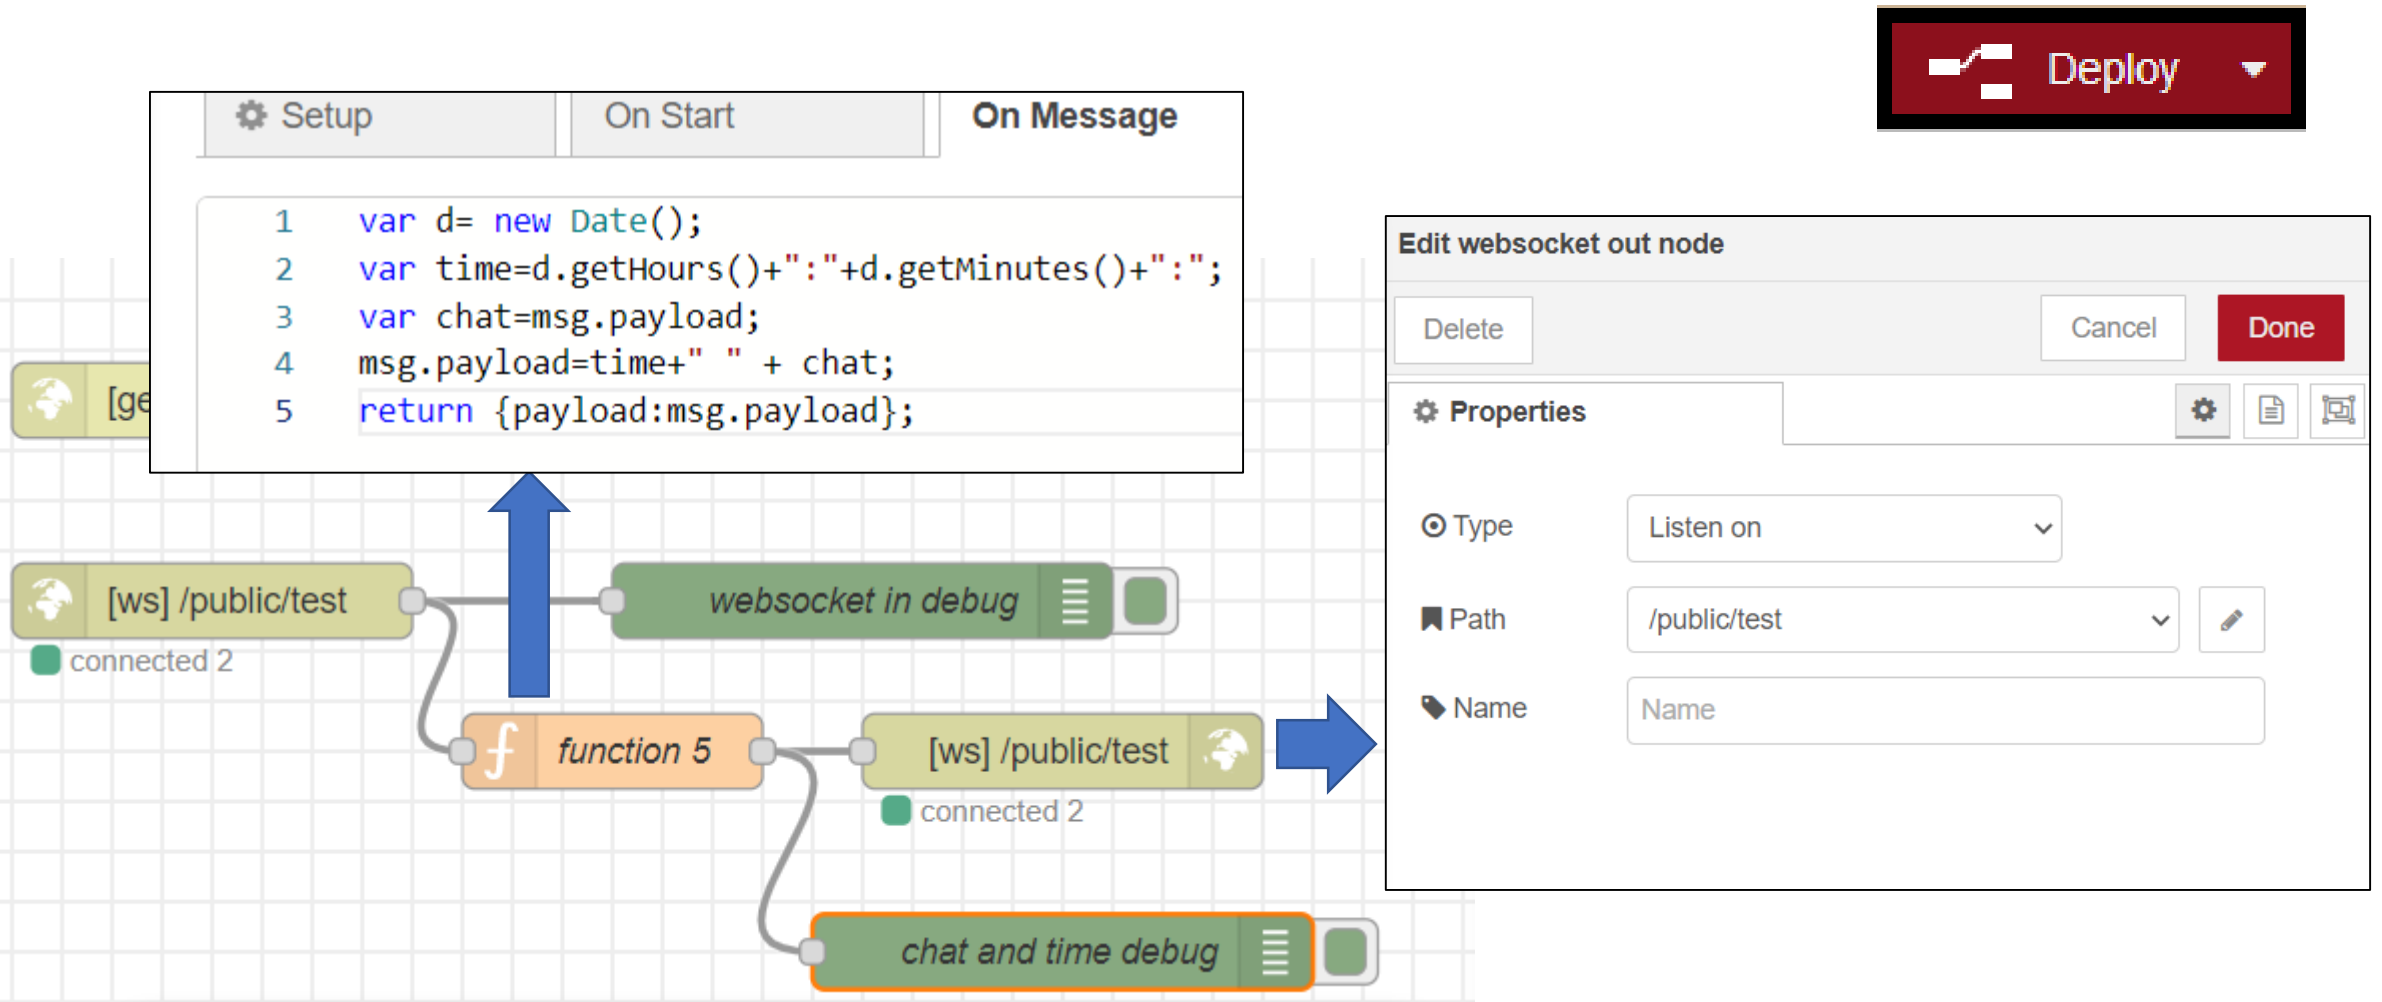 Deploy
Setup
On Start
On Message
1 var d= new Date();
2 var time=d.getHours()+":"+d.getMinutes()+":";
3 var chat=msg.payload;
4 msg.payload=time+" " + chat;
5 return {payload:msg.payload};
Edit websocket out node
Delete
Cancel
Done
Properties
Type
Listen on
Path
/public/test
Name
Name
[ge
[ws] /public/test
connected 2
websocket in debug
function 5
[ws] /public/test
connected 2
chat and time debug